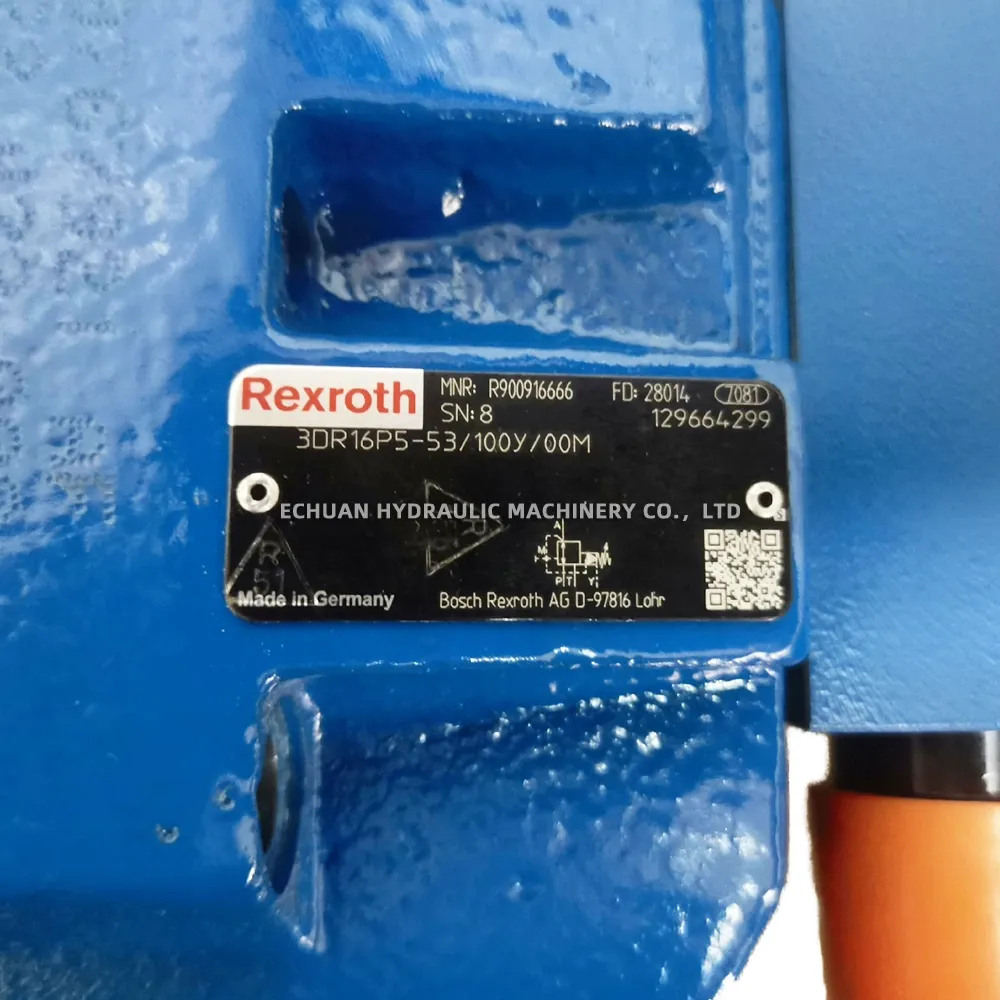 Rexroth
MNR: R900916666 FD: 28014 7081
SN: 8 129664299
3DR16P5-53/100Y/00M
ECHUAN HYDRAULIC MACHINERY CO., LTD
R
51
A
M
P T Y
Made in Germany
Bosch Rexroth AG D-97816 Lohr